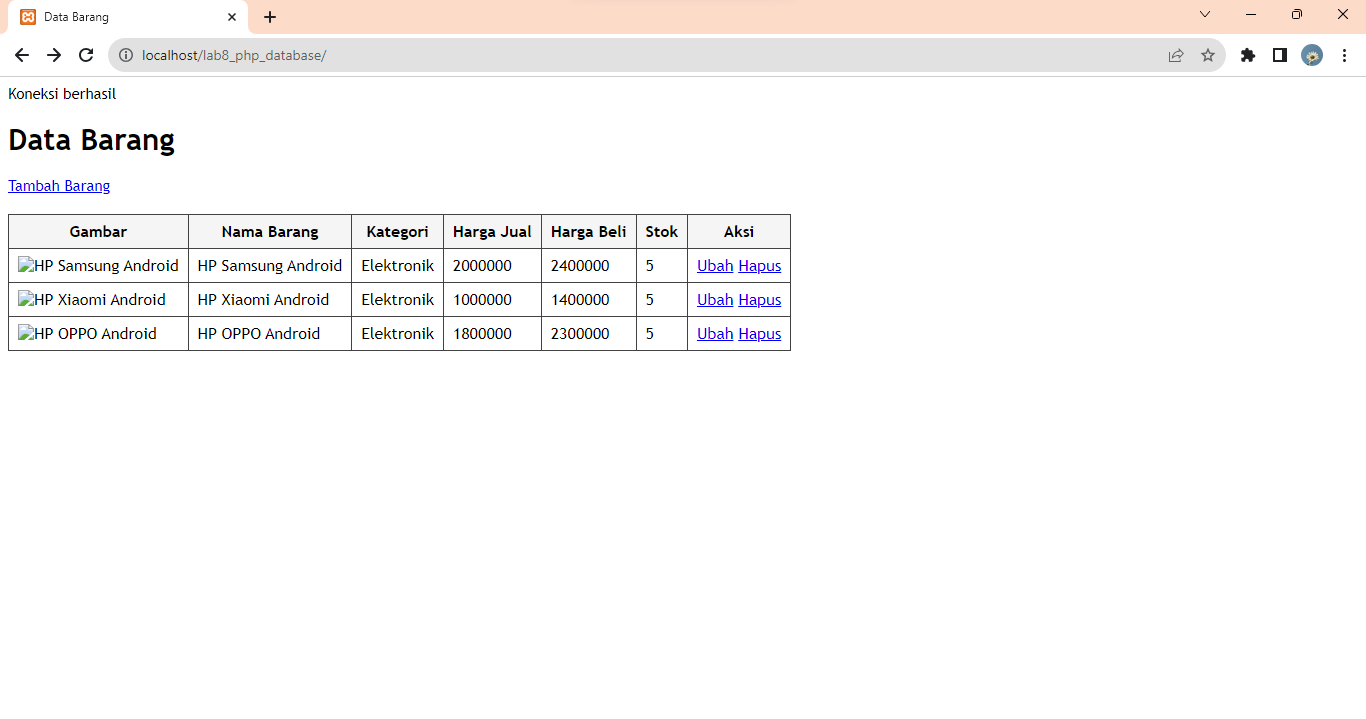 Data Barang
localhost/lab8_php_database/
Koneksi berhasil
Data Barang
Tambah Barang
Gambar Nama Barang Kategori Harga Jual Harga Beli Stok Aksi
HP Samsung Android HP Samsung Android Elektronik 2000000 2400000 5 Ubah Hapus
HP Xiaomi Android HP Xiaomi Android Elektronik 1000000 1400000 5 Ubah Hapus
HP OPPO Android HP OPPO Android Elektronik 1800000 2300000 5 Ubah Hapus